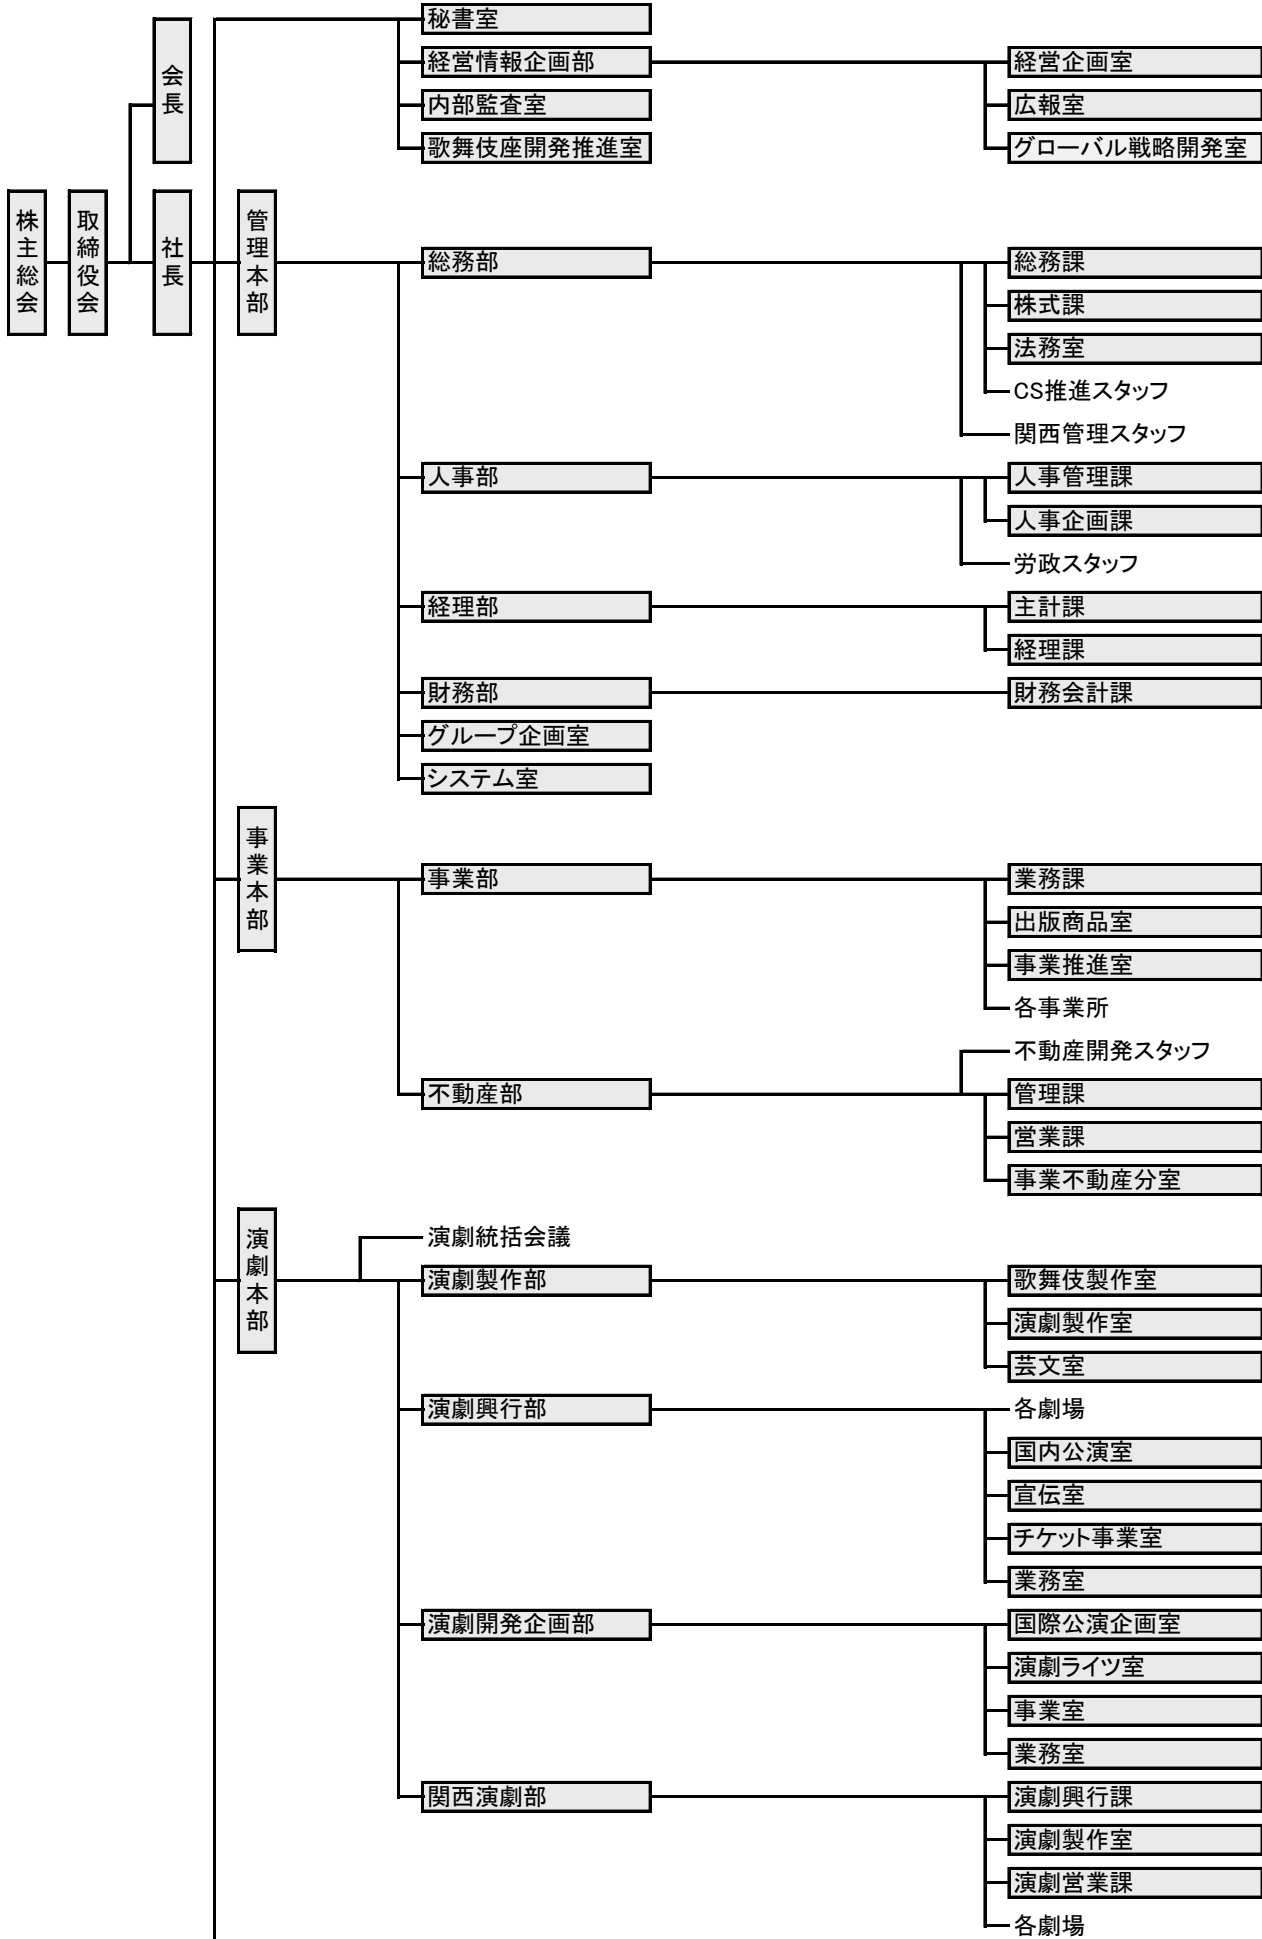 株主総会
取締役会
会長
社長
秘書室
経営情報企画部
経営企画室
内部監査室
広報室
歌舞伎座開発推進室
グローバル戦略開発室
管理本部
総務部
総務課
株式課
法務室
CS推進スタッフ
関西管理スタッフ
人事部
人事管理課
人事企画課
労政スタッフ
経理部
主計課
経理課
財務部
財務会計課
グループ企画室
システム室
事業本部
事業部
業務課
出版商品室
事業推進室
各事業所
不動産開発スタッフ
不動産部
管理課
営業課
事業不動産分室
演劇本部
演劇統括会議
演劇製作部
歌舞伎製作室
演劇製作室
芸文室
演劇興行部
各劇場
国内公演室
宣伝室
チケット事業室
業務室
演劇開発企画部
国際公演企画室
演劇ライツ室
事業室
業務室
関西演劇部
演劇興行課
演劇製作室
演劇営業課
各劇場